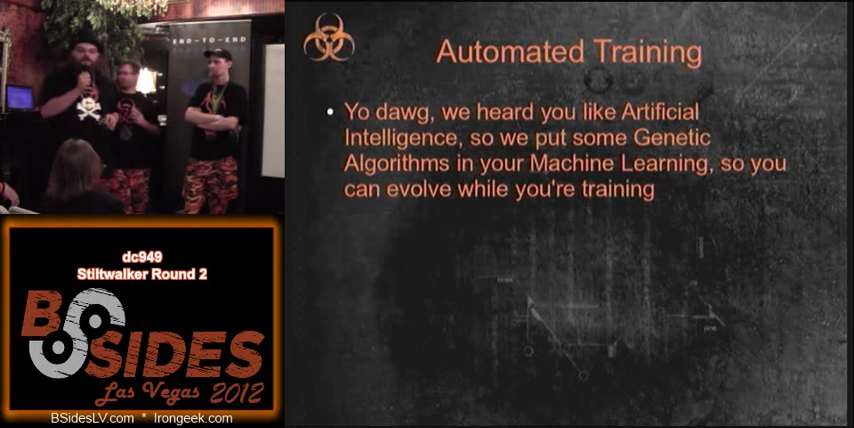 END-TO-END
Automated Training
• Yo dawg, we heard you like Artificial
Intelligence, so we put some Genetic
Algorithms in your Machine Learning, so you
can evolve while you're training
dc949
Stiltwalker Round 2
BSIDES
Las Vegas 2012
BSidesLV.com * Irongeek.com